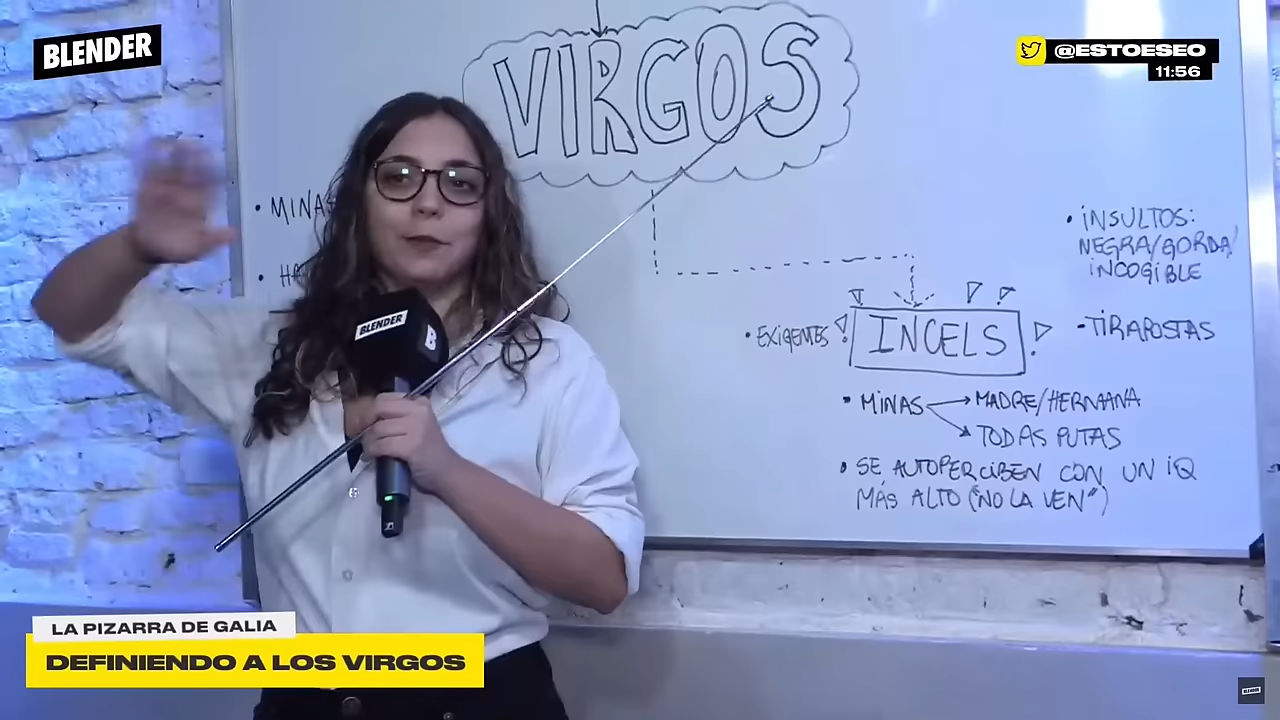 BLENDER
@ESTOESEO
11:56
VIRGOS
• MINAS
• INSULTOS:
NEGRA/GORDA/
INCOGIBLE
• EXIGENTES
INCELS
-TIRAPOSTAS
• MINAS → MADRE/HERMANA
→ TODAS PUTAS
• SE AUTOPERCIBEN CON UN IQ
MÁS ALTO ("NO LA VEN")
BLENDER
B
LA PIZARRA DE GALIA
DEFINIENDO A LOS VIRGOS
BLENDER